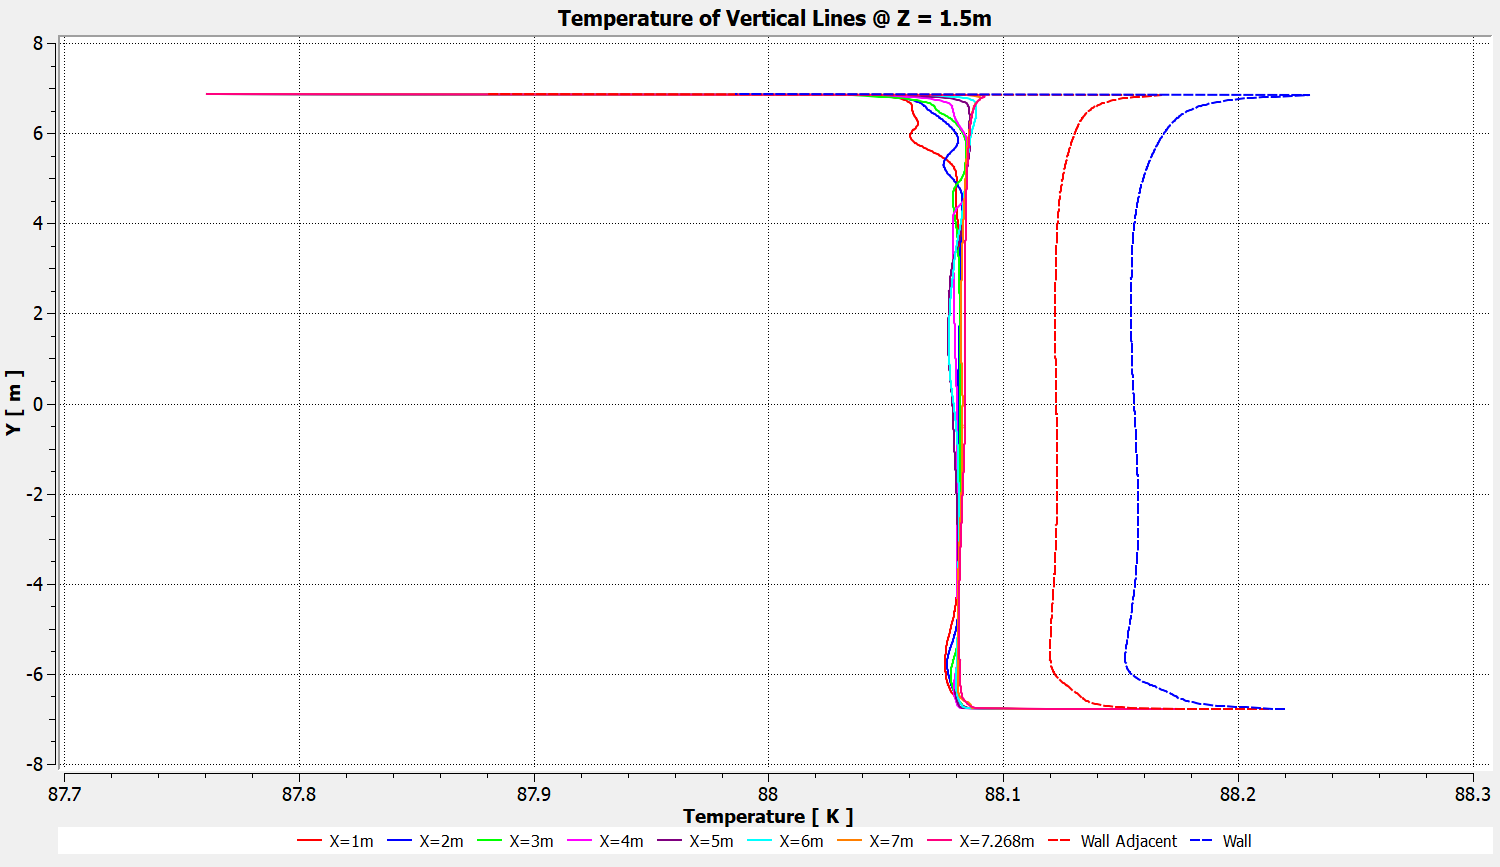 Temperature of Vertical Lines @ Z = 1.5m
8
6
4
2
0
-2
-4
-6
-8
Y [ m ]
87.7 87.8 87.9 88 88.1 88.2 88.3
Temperature [ K ]
X=1m X=2m X=3m X=4m X=5m X=6m X=7m X=7.268m Wall Adjacent Wall